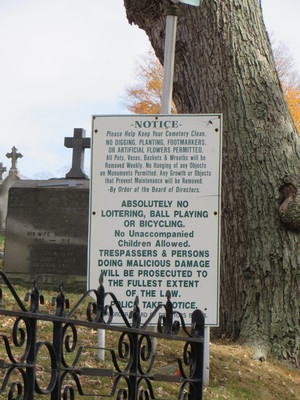 -NOTICE-
Please Help Keep Your Cemetery Clean.
NO DIGGING, PLANTING, FOOTMARKERS,
OR ARTIFICIAL FLOWERS PERMITTED.
All Pots, Vases, Baskets & Wreaths will be
Removed Weekly. No Hanging of any Objects
on Monuments Permitted. Any Growth or Objects
that Prevent Maintenance will be Removed.
-By Order of the Board of Directors.
ABSOLUTELY NO
LOITERING, BALL PLAYING
OR BICYCLING.
No Unaccompanied
Children Allowed.
TRESPASSERS & PERSONS
DOING MALICIOUS DAMAGE
WILL BE PROSECUTED TO
THE FULLEST EXTENT
OF THE LAW.
POLICE TAKE NOTICE.
HIS WIFE